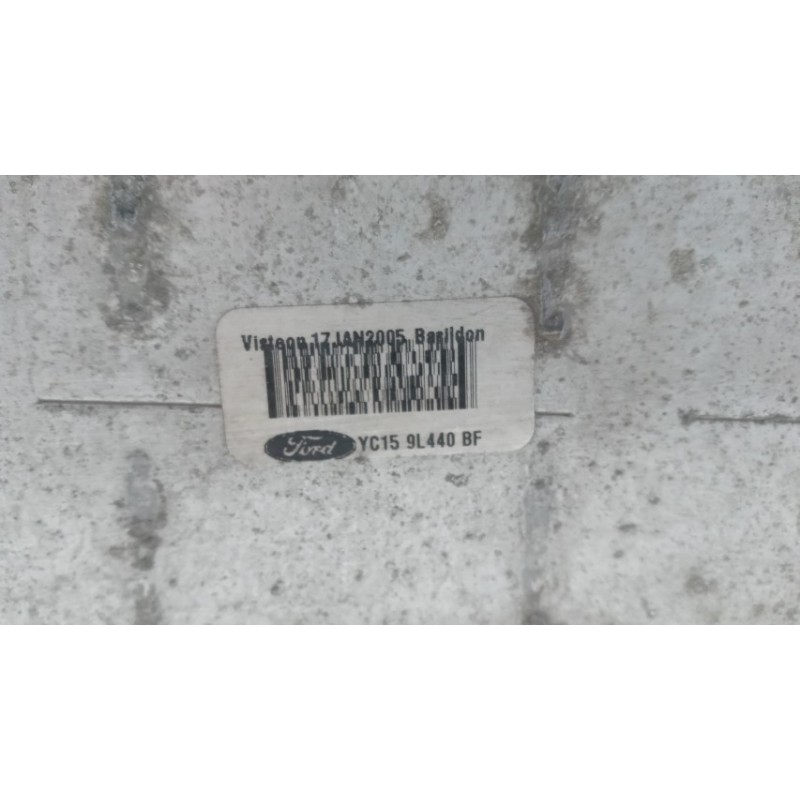 Visteon 17JAN2005 Basildon
Ford YC15 9L440 BF